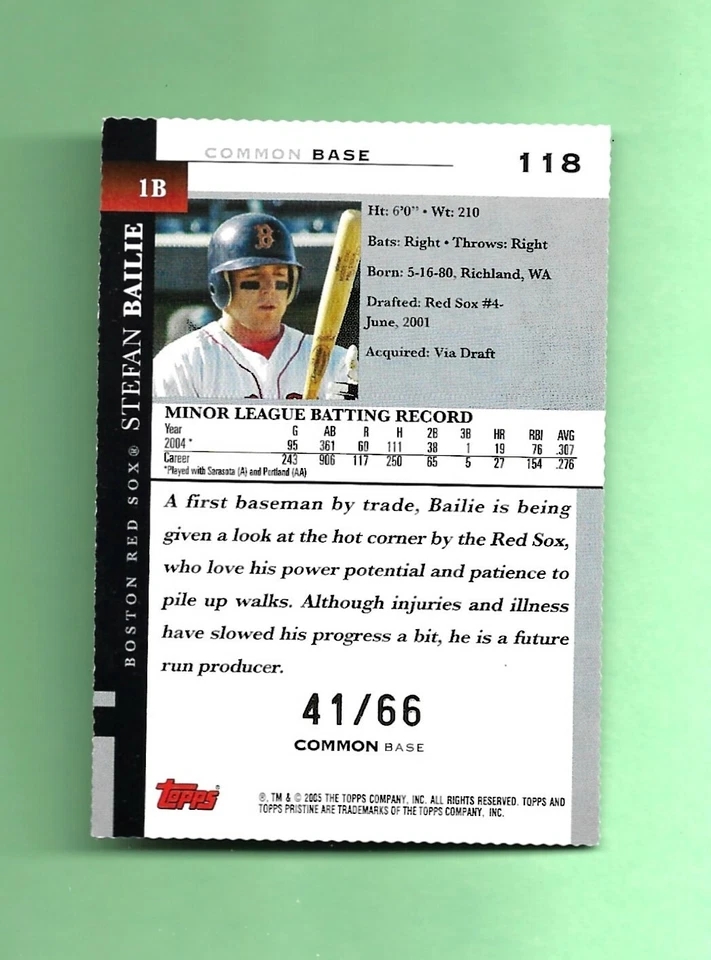 COMMON BASE
118
1B
STEFAN BAILIE
BOSTON RED SOX®
B
Ht: 6'0" • Wt: 210
Bats: Right • Throws: Right
Born: 5-16-80, Richland, WA
Drafted: Red Sox #4-
June, 2001
Acquired: Via Draft
MINOR LEAGUE BATTING RECORD
Year G AB R H 2B 3B HR RBI AVG
2004 * 95 361 60 111 38 1 19 76 .307
Career 243 906 117 250 65 5 27 154 .276
*Played with Sarasota (A) and Portland (AA)
A first baseman by trade, Bailie is being
given a look at the hot corner by the Red Sox,
who love his power potential and patience to
pile up walks. Although injuries and illness
have slowed his progress a bit, he is a future
run producer.
41/66
COMMON BASE
Topps®
®, TM & © 2005 THE TOPPS COMPANY, INC. ALL RIGHTS RESERVED. TOPPS AND
TOPPS PRISTINE ARE TRADEMARKS OF THE TOPPS COMPANY, INC.